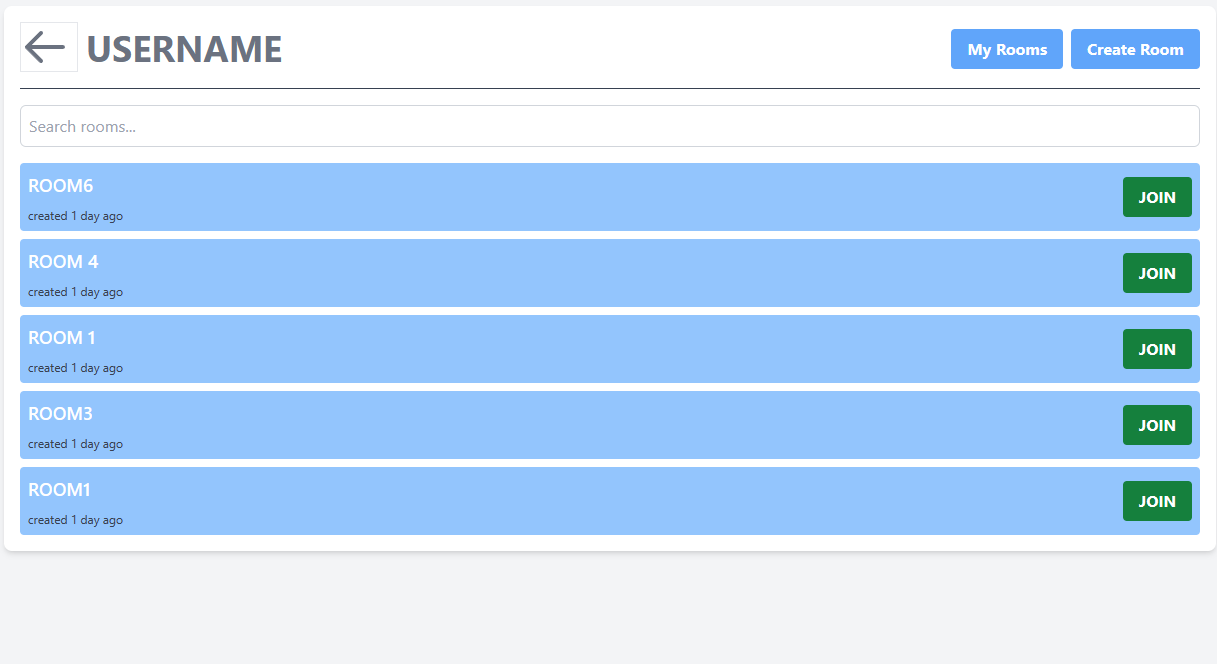 USERNAME
My Rooms
Create Room
Search rooms...
ROOM6
created 1 day ago
JOIN
ROOM 4
created 1 day ago
JOIN
ROOM 1
created 1 day ago
JOIN
ROOM3
created 1 day ago
JOIN
ROOM1
created 1 day ago
JOIN